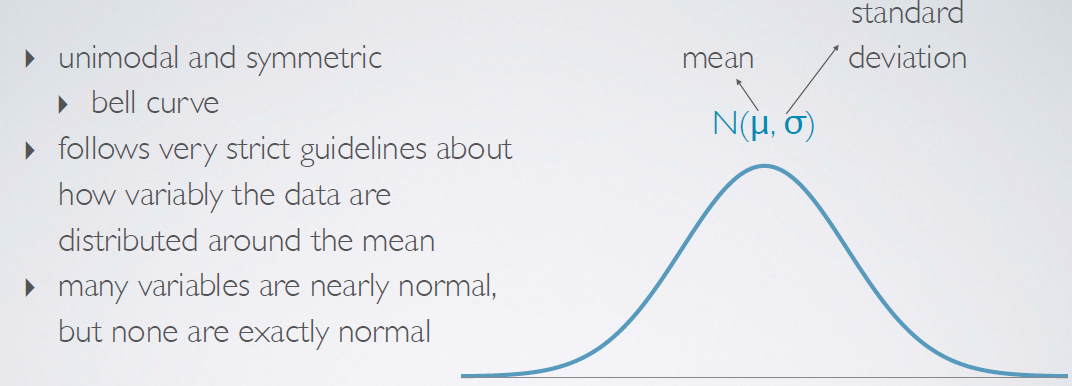 unimodal and symmetric
bell curve
follows very strict guidelines about
how variably the data are
distributed around the mean
many variables are nearly normal,
but none are exactly normal
standard
mean
deviation
N(μ, σ)